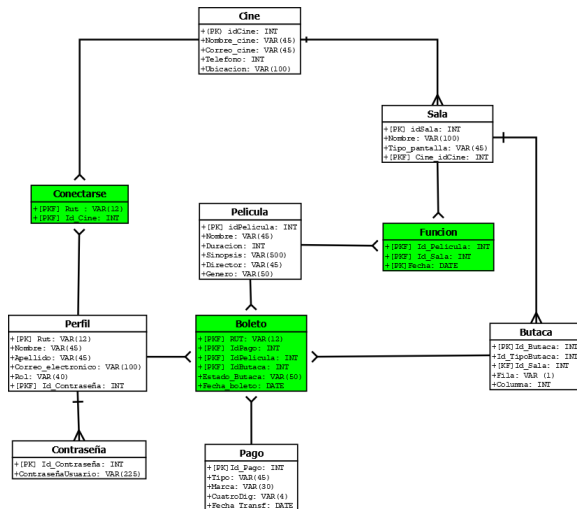 Cine
+(PK) idCine: INT
+Nombre_cine: VAR(45)
+Correo_cine: VAR(45)
+Telefono: INT
+Ubicacion: VAR(100)
Sala
+[PK] idSala: INT
+Nombre: VAR(100)
+Tipo_pantalla: VAR(45)
+[PKF] Cine_idCine: INT
Conectarse
+[PKF] Rut : VAR(12)
+[PKF] Id_Cine: INT
Pelicula
+[PK] idPelicula: INT
+Nombre: VAR(45)
+Duracion: INT
+Sinopsis: VAR(500)
+Director: VAR(45)
+Genero: VAR(50)
Funcion
+[PKF] Id_Pelicula: INT
+[PKF] Id_Sala: INT
+[PK]Fecha: DATE
Perfil
+[PK] Rut: VAR(12)
+Nombre: VAR(45)
+Apellido: VAR(45)
+Correo_electronico: VAR(100)
+Rol: VAR(40)
+[PKF] Id_Contraseña: INT
Boleto
+[PKF] RUT: VAR(12)
+[PKF] IdPago: INT
+[PKF] IdPelicula: INT
+[PKF] IdButaca: INT
+Estado_Butaca: VAR(50)
+Fecha_boleto: DATE
Butaca
+[PK]Id_Butaca: INT
+Id_TipoButaca: INT
+[KF]Id_Sala: INT
+Fila: VAR (1)
+Columna: INT
Contraseña
+[PK] Id_Contraseña: INT
+ContraseñaUsuario: VAR(225)
Pago
+[PK]Id_Pago: INT
+Tipo: VAR(45)
+Marca: VAR(30)
+CuatroDig: VAR(4)
+Fecha_Transf: DATE